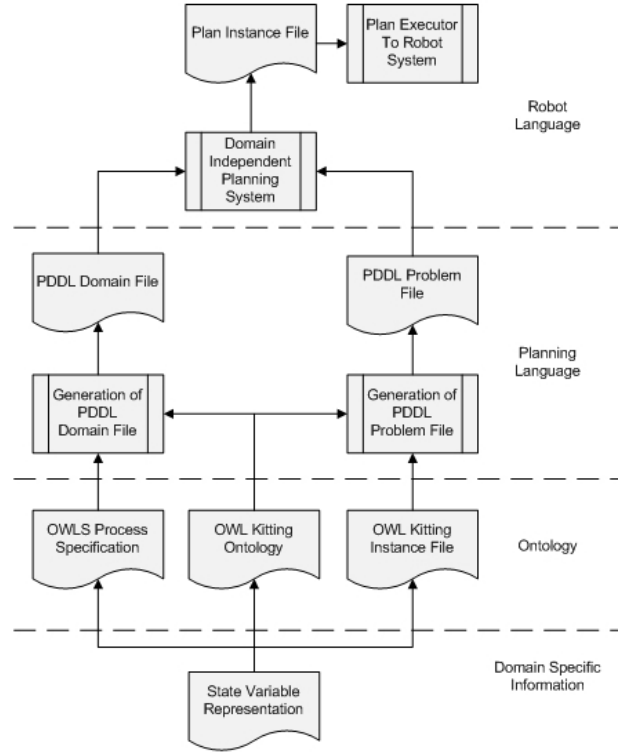 Plan Instance File
Plan Executor
To Robot
System
Robot
Language
Domain
Independent
Planning
System
PDDL Domain File
PDDL Problem
File
Planning
Language
Generation of
PDDL
Domain File
Generation of
PDDL
Problem File
OWLS Process
Specification
OWL Kitting
Ontology
OWL Kitting
Instance File
Ontology
Domain Specific
Information
State Variable
Representation